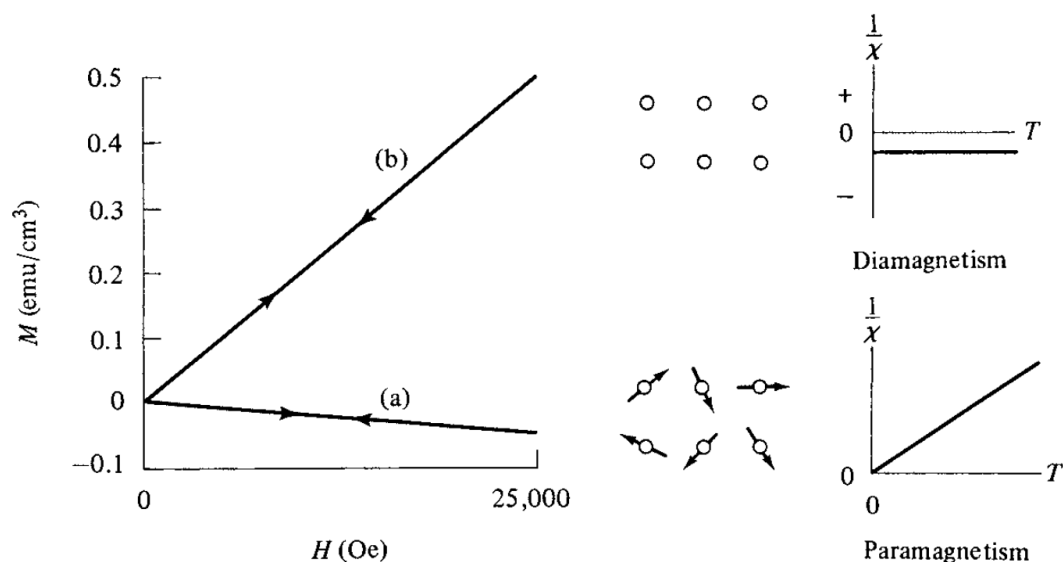 0.5
0.4
0.3
0.2
0.1
0
−0.1
M (emu/cm³)
(b)
(a)
0
25,000
H (Oe)
1/χ
+
0
−
T
Diamagnetism
1/χ
0
0
T
Paramagnetism